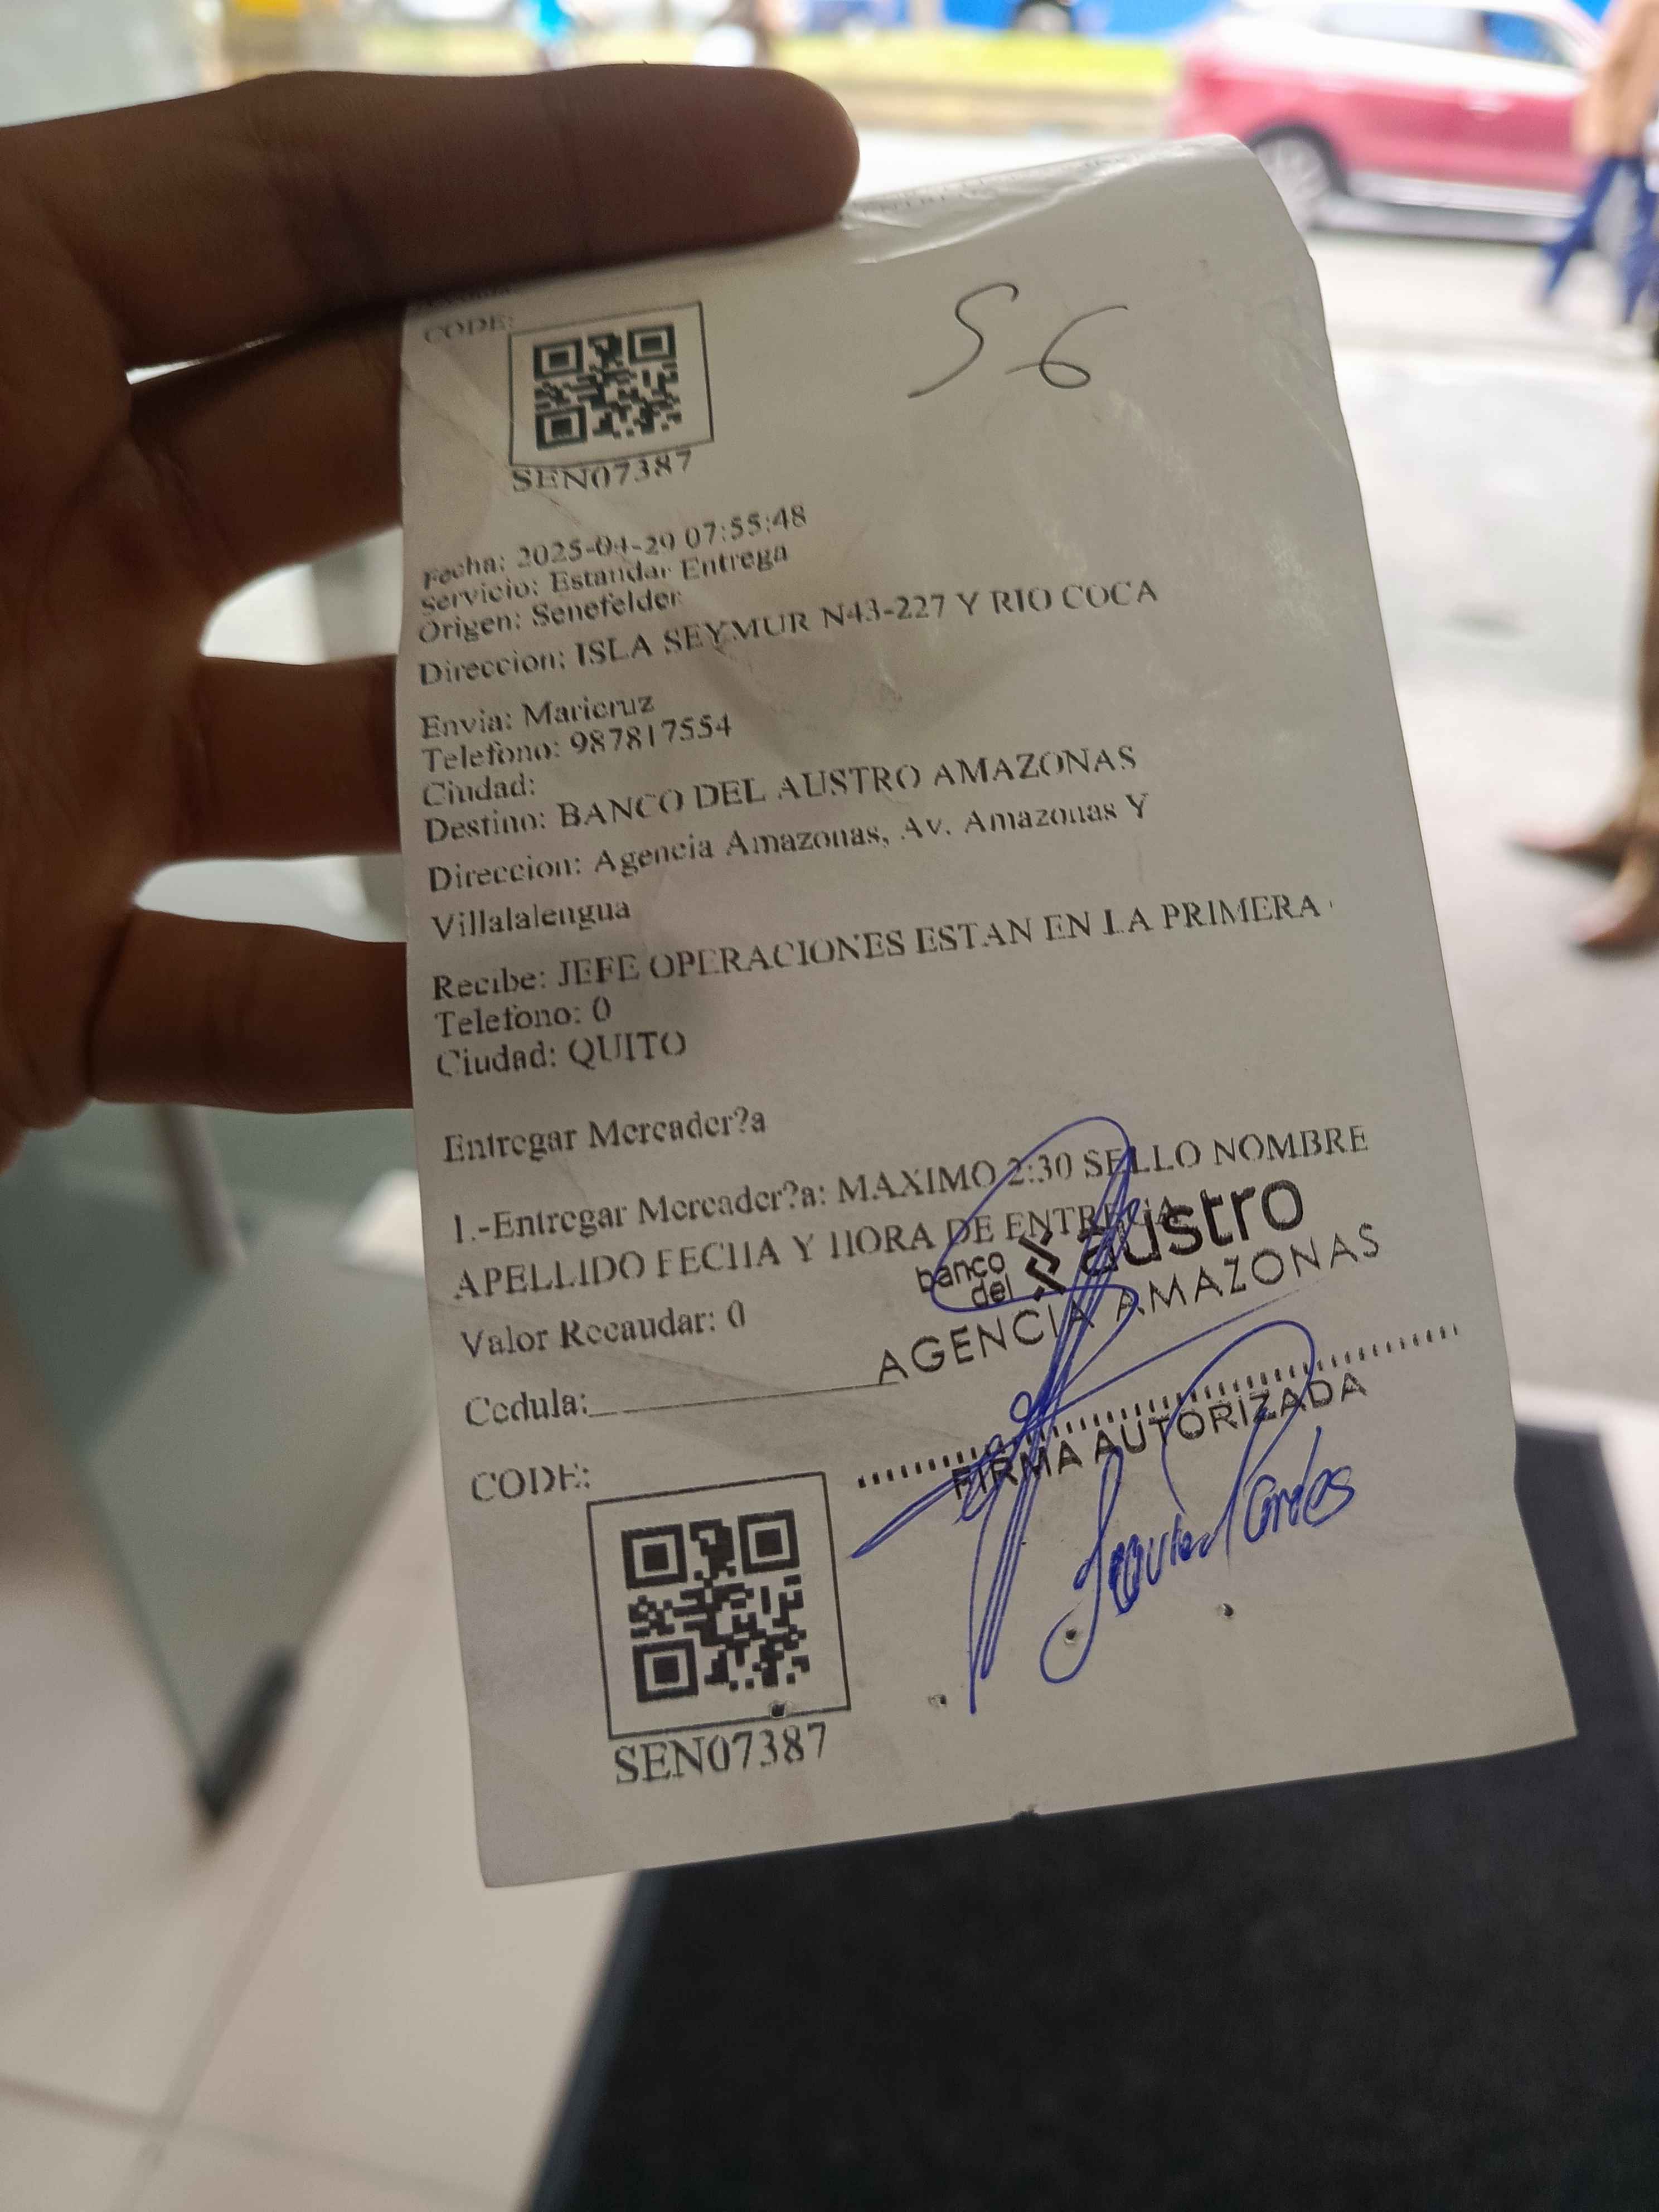 CODE:
S6
SEN07387
Fecha: 2025-04-29 07:55:48
Servicio: Estandar Entrega
Origen: Senefelder
Direccion: ISLA SEYMUR N43-227 Y RIO COCA
Envia: Maricruz
Telefono: 987817554
Ciudad:
Destino: BANCO DEL AUSTRO AMAZONAS
Direccion: Agencia Amazonas, Av. Amazonas Y
Villalalengua
Recibe: JEFE OPERACIONES ESTAN EN LA PRIMERA
Telefono: 0
Ciudad: QUITO
Entregar Mercader?a
1.-Entregar Mercader?a: MAXIMO 2:30 SELLO NOMBRE
APELLIDO FECHA Y HORA DE ENTREGA
banco del austro
AGENCIA AMAZONAS
Valor Recaudar: 0
Cedula:
FIRMA AUTORIZADA
CODE:
SEN07387